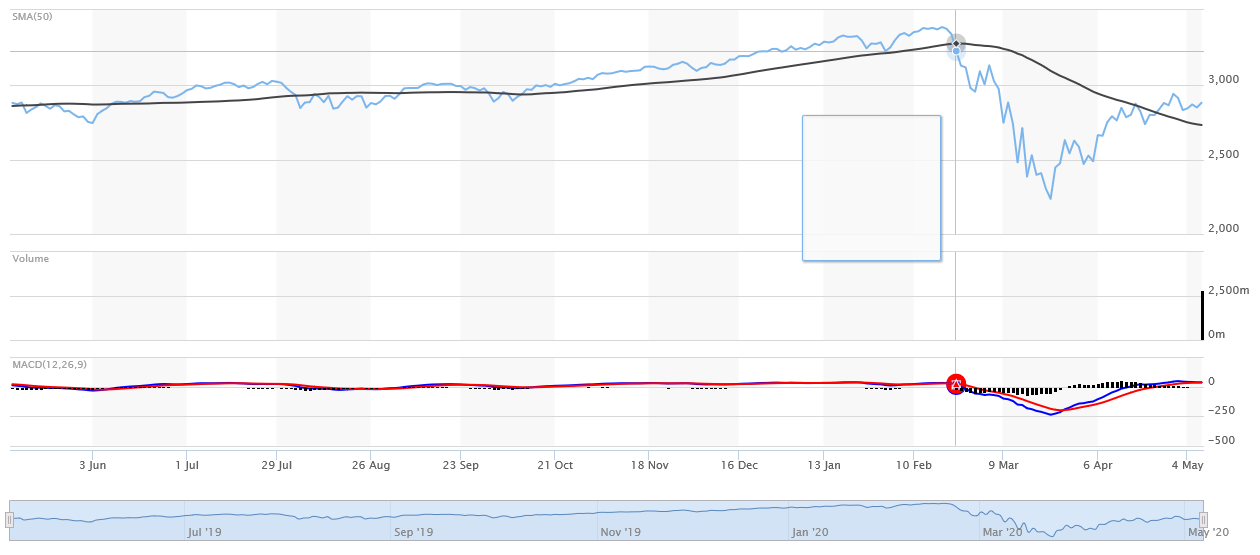 SMA(50)
3,000
2,500
2,000
Volume
2,500m
0m
MACD(12,26,9)
0
−250
−500
3 Jun 1 Jul 29 Jul 26 Aug 23 Sep 21 Oct 18 Nov 16 Dec 13 Jan 10 Feb 9 Mar 6 Apr 4 May
Jul '19 Sep '19 Nov '19 Jan '20 Mar '20 May '20